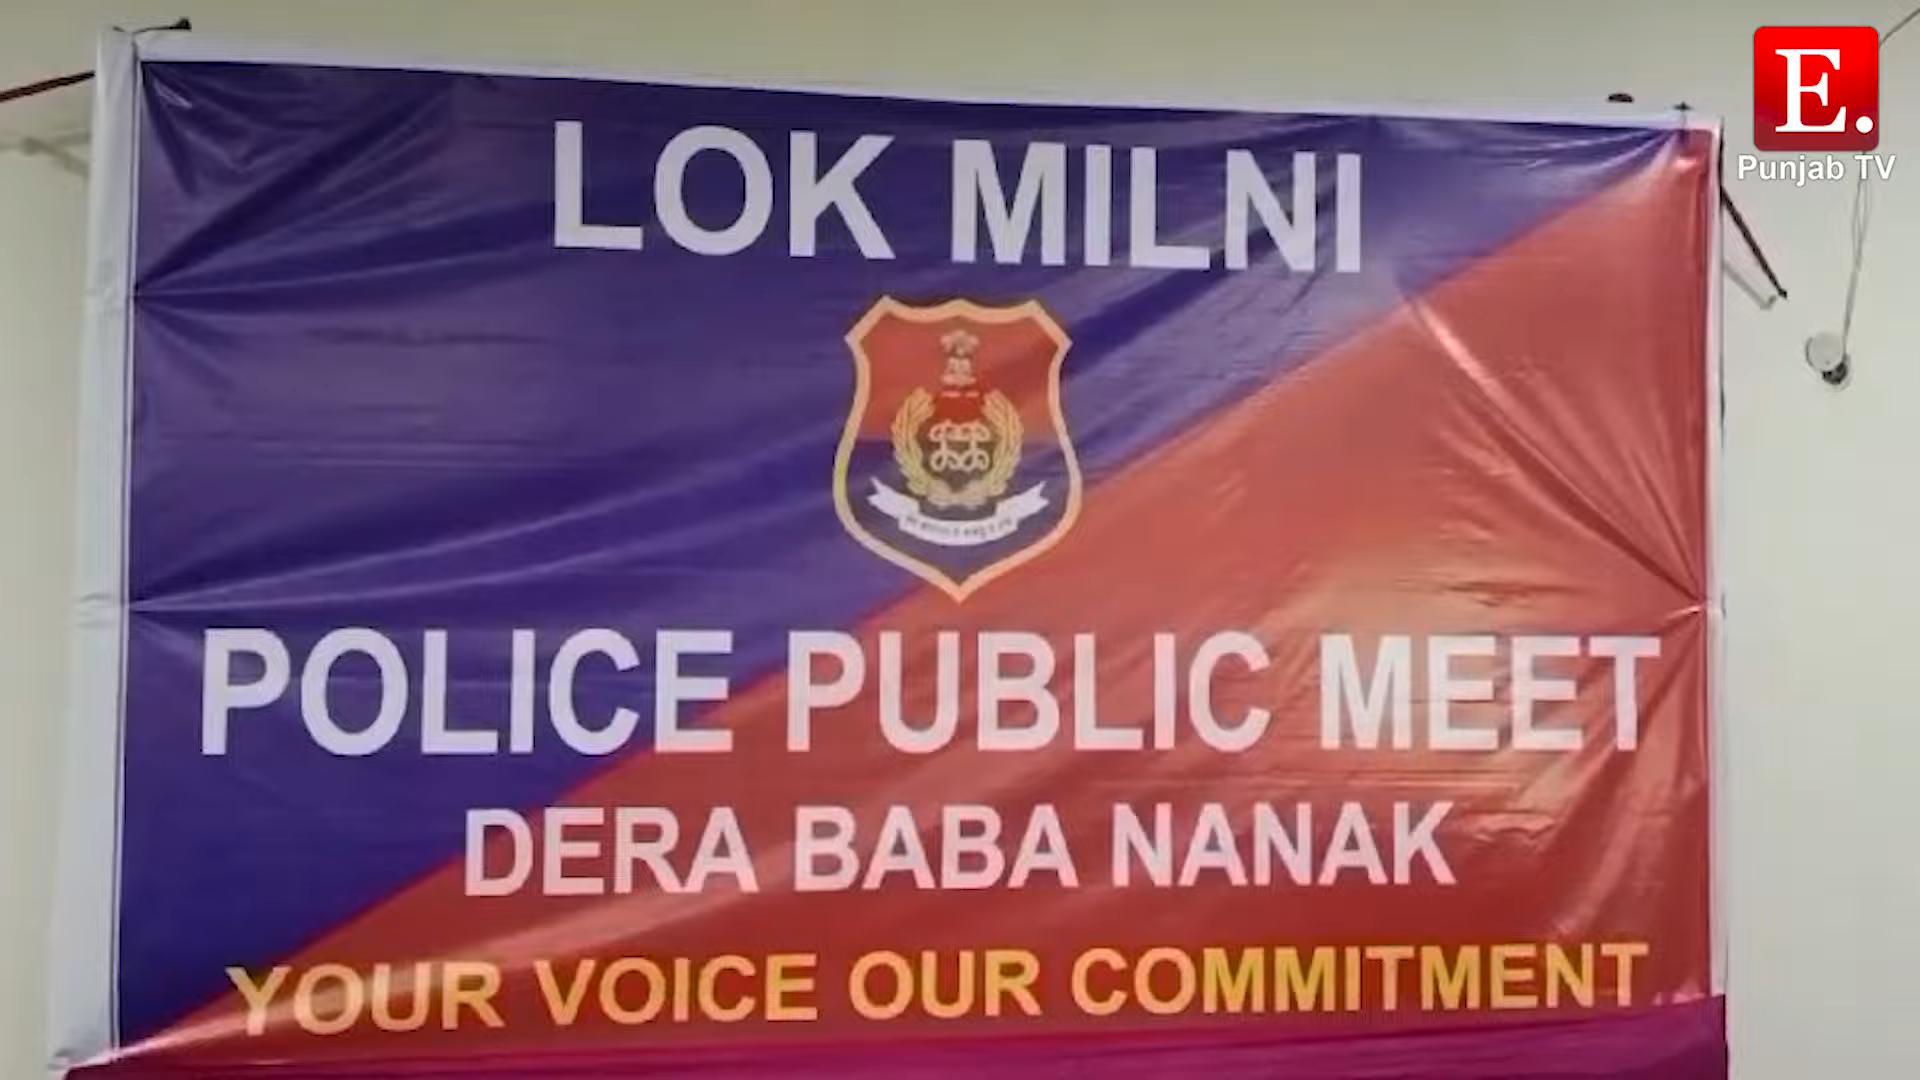 LOK MILNI
POLICE PUBLIC MEET
DERA BABA NANAK
YOUR VOICE OUR COMMITMENT
E.
Punjab TV